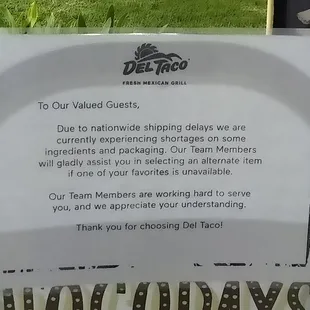 DEL TACO
FRESH MEXICAN GRILL
To Our Valued Guests,
Due to nationwide shipping delays we are
currently experiencing shortages on some
ingredients and packaging. Our Team Members
will gladly assist you in selecting an alternate item
if one of your favorites is unavailable.
Our Team Members are working hard to serve
you, and we appreciate your understanding.
Thank you for choosing Del Taco!